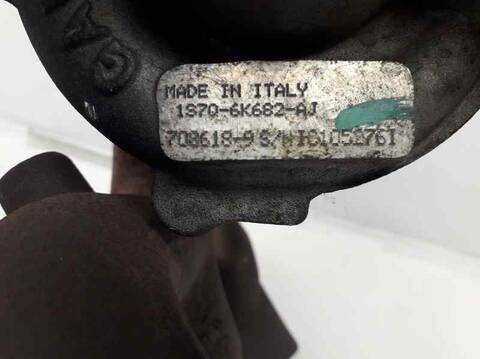 MADE IN ITALY
1S7Q-6K682-AJ
708618-9 S/N